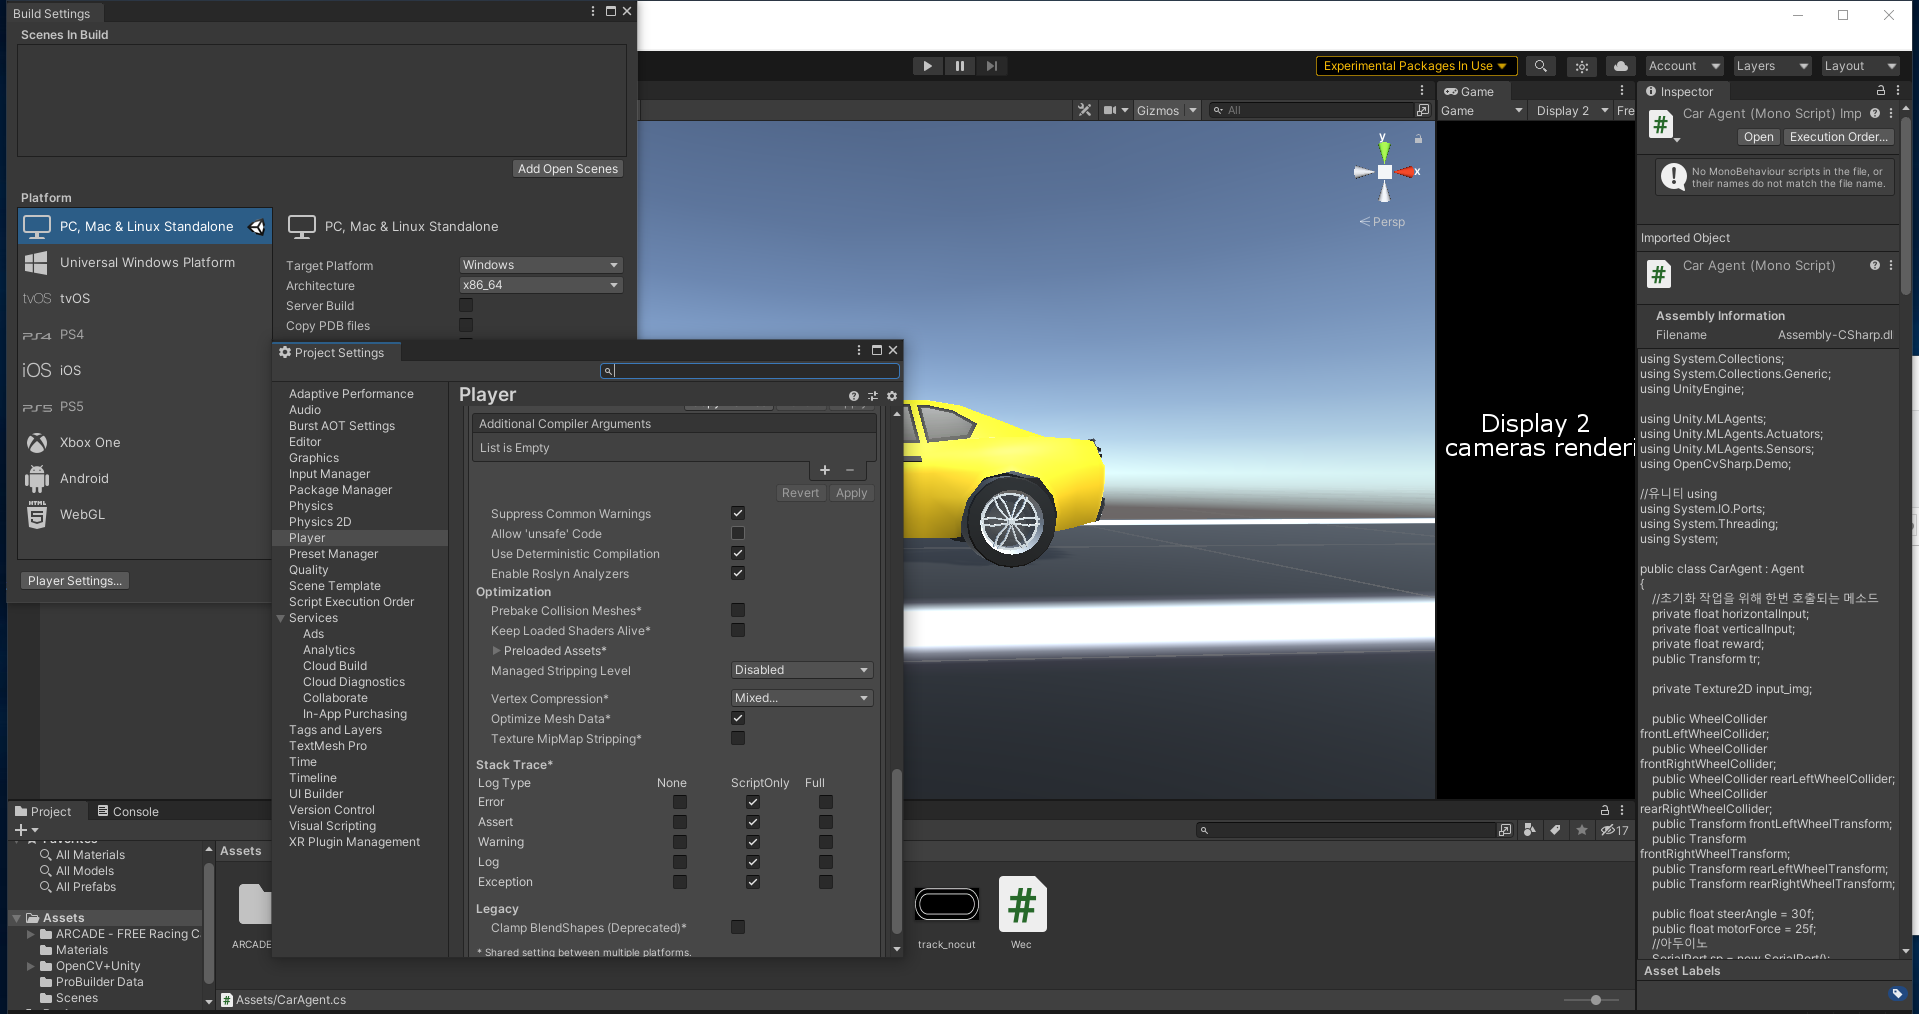 Build Settings
Scenes In Build
Add Open Scenes
Platform
PC, Mac & Linux Standalone
Universal Windows Platform
tvOS tvOS
PS4 PS4
iOS iOS
PS5 PS5
Xbox One
Android
HTML WebGL
Player Settings...
PC, Mac & Linux Standalone
Target Platform Windows
Architecture x86_64
Server Build
Copy PDB files
Project Settings
Adaptive Performance
Audio
Burst AOT Settings
Editor
Graphics
Input Manager
Package Manager
Physics
Physics 2D
Player
Preset Manager
Quality
Scene Template
Script Execution Order
Services
Ads
Analytics
Cloud Build
Cloud Diagnostics
Collaborate
In-App Purchasing
Tags and Layers
TextMesh Pro
Time
Timeline
UI Builder
Version Control
Visual Scripting
XR Plugin Management
Player
Additional Compiler Arguments
List is Empty
Revert Apply
Suppress Common Warnings
Allow 'unsafe' Code
Use Deterministic Compilation
Enable Roslyn Analyzers
Optimization
Prebake Collision Meshes*
Keep Loaded Shaders Alive*
Preloaded Assets*
Managed Stripping Level Disabled
Vertex Compression* Mixed...
Optimize Mesh Data*
Texture MipMap Stripping*
Stack Trace*
Log Type None ScriptOnly Full
Error
Assert
Warning
Log
Exception
Legacy
Clamp BlendShapes (Deprecated)*
* Shared setting between multiple platforms.
Experimental Packages In Use
Account Layers Layout
Gizmos All
y
x
Persp
Game
Game Display 2 Fre
Display 2
cameras renderi
Inspector
Car Agent (Mono Script) Imp
Open Execution Order...
No MonoBehaviour scripts in the file, or
their names do not match the file name.
Imported Object
Car Agent (Mono Script)
Assembly Information
Filename Assembly-CSharp.dl
using System.Collections;
using System.Collections.Generic;
using UnityEngine;
using Unity.MLAgents;
using Unity.MLAgents.Actuators;
using Unity.MLAgents.Sensors;
using OpenCvSharp.Demo;
//유니티 using
using System.IO.Ports;
using System.Threading;
using System;
public class CarAgent : Agent
{
//초기화 작업을 위해 한번 호출되는 메소드
private float horizontalInput;
private float verticalInput;
private float reward;
public Transform tr;
private Texture2D input_img;
public WheelCollider
frontLeftWheelCollider;
public WheelCollider
frontRightWheelCollider;
public WheelCollider rearLeftWheelCollider;
public WheelCollider
rearRightWheelCollider;
public Transform frontLeftWheelTransform;
public Transform
frontRightWheelTransform;
public Transform rearLeftWheelTransform;
public Transform rearRightWheelTransform;
public float steerAngle = 30f;
public float motorForce = 25f;
//아두이노
SerialPort sp = new SerialPort();
Asset Labels
Project Console
Favorites
All Materials
All Models
All Prefabs
Assets
ARCADE - FREE Racing C
Materials
OpenCV+Unity
ProBuilder Data
Scenes
Assets
17
ARCADE
track_nocut
Wec
Assets/CarAgent.cs